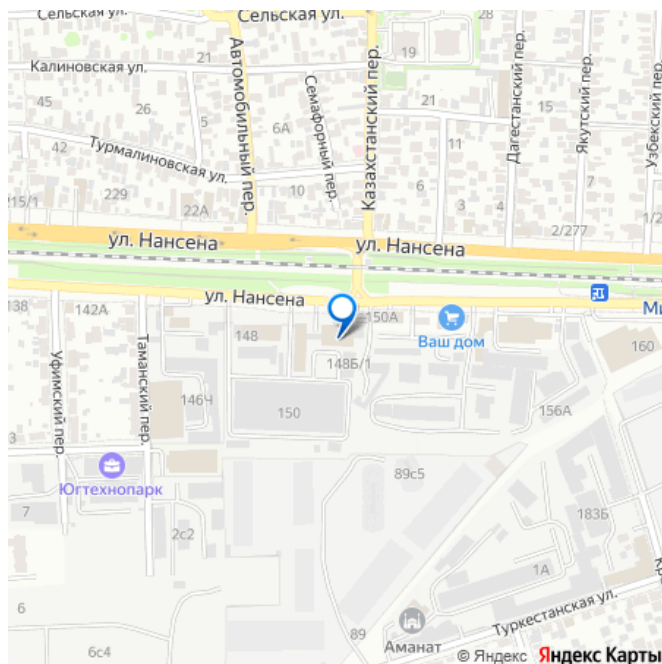 Сельская ул.
28
21
19
Калиновская ул.
Автомобильный пер.
Казахстанский пер.
Семафорный пер.
Дагестанский пер.
Якутский пер.
Узбекский пер.
45
26
6А
21
15
42
Турмалиновская ул.
11
10
6
4
7
215/1
229
22А
3
2/277
1/2
ул. Нансена
ул. Нансена
ул. Нансена
138
142А
150А
Ми
148
Ваш дом
160
Уфимский пер.
Таманский пер.
148Б/1
146Ч
150
156А
3
Югтехнопарк
89с5
7
2с2
183Б
1А
6
Туркестанская ул.
89
Аманат
6с4
© Яндекс Яндекс Карты